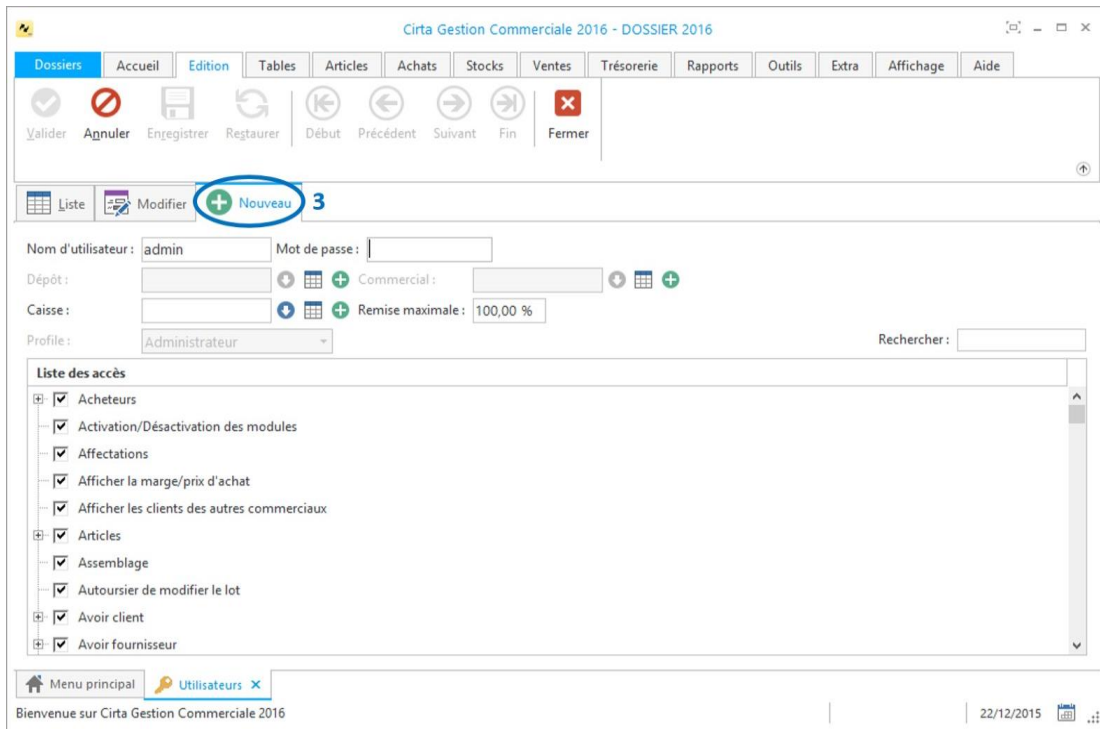 Cirta Gestion Commerciale 2016 - DOSSIER 2016
Dossiers Accueil Edition Tables Articles Achats Stocks Ventes Trésorerie Rapports Outils Extra Affichage Aide
Valider Annuler Enregistrer Restaurer Début Précédent Suivant Fin Fermer
Liste Modifier Nouveau 3
Nom d'utilisateur : admin Mot de passe :
Dépôt : Commercial :
Caisse : Remise maximale : 100,00 %
Profile : Administrateur Rechercher :
Liste des accès
Acheteurs
Activation/Désactivation des modules
Affectations
Afficher la marge/prix d'achat
Afficher les clients des autres commerciaux
Articles
Assemblage
Autoursier de modifier le lot
Avoir client
Avoir fournisseur
Menu principal Utilisateurs
Bienvenue sur Cirta Gestion Commerciale 2016 22/12/2015